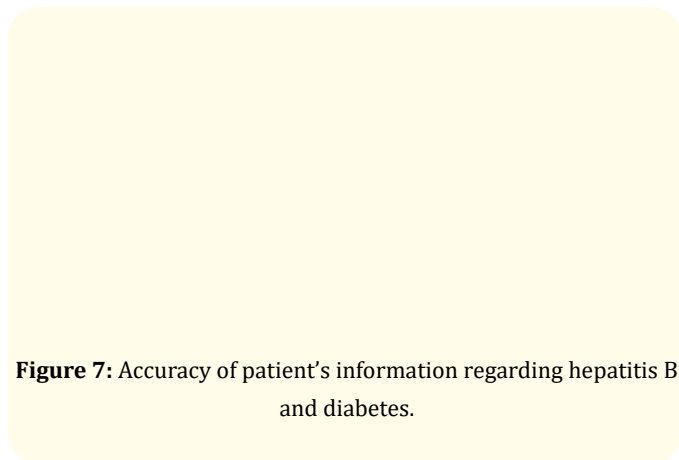 Figure 7: Accuracy of patient’s information regarding hepatitis B
and diabetes.